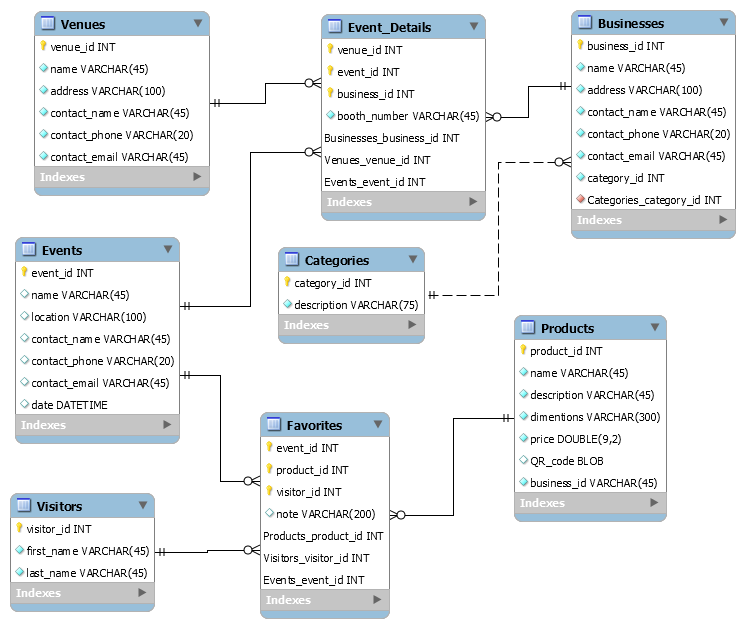 Venues
venue_id INT
name VARCHAR(45)
address VARCHAR(100)
contact_name VARCHAR(45)
contact_phone VARCHAR(20)
contact_email VARCHAR(45)
Indexes
Event_Details
venue_id INT
event_id INT
business_id INT
booth_number VARCHAR(45)
Businesses_business_id INT
Venues_venue_id INT
Events_event_id INT
Indexes
Businesses
business_id INT
name VARCHAR(45)
address VARCHAR(100)
contact_name VARCHAR(45)
contact_phone VARCHAR(20)
contact_email VARCHAR(45)
category_id INT
Categories_category_id INT
Indexes
Events
event_id INT
name VARCHAR(45)
location VARCHAR(100)
contact_name VARCHAR(45)
contact_phone VARCHAR(20)
contact_email VARCHAR(45)
date DATETIME
Indexes
Categories
category_id INT
description VARCHAR(75)
Indexes
Products
product_id INT
name VARCHAR(45)
description VARCHAR(45)
dimentions VARCHAR(300)
price DOUBLE(9,2)
QR_code BLOB
business_id VARCHAR(45)
Indexes
Favorites
event_id INT
product_id INT
visitor_id INT
note VARCHAR(200)
Products_product_id INT
Visitors_visitor_id INT
Events_event_id INT
Indexes
Visitors
visitor_id INT
first_name VARCHAR(45)
last_name VARCHAR(45)
Indexes